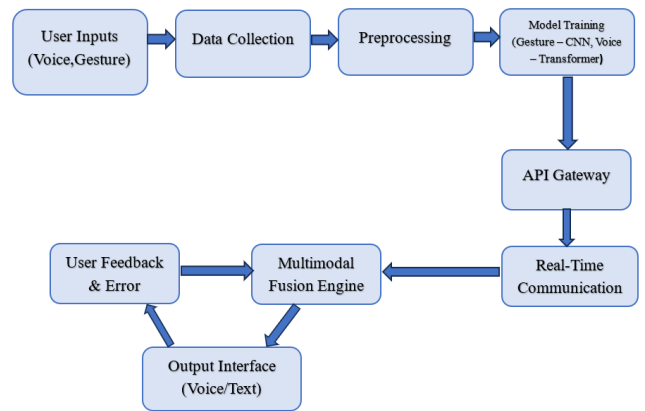 User Inputs
(Voice,Gesture)
Data Collection
Preprocessing
Model Training
(Gesture – CNN, Voice
– Transformer)
API Gateway
Real-Time
Communication
Multimodal
Fusion Engine
User Feedback
& Error
Output Interface
(Voice/Text)